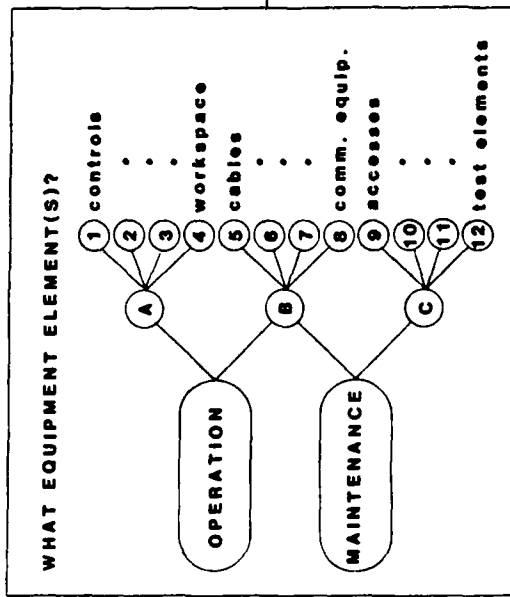 WHAT EQUIPMENT ELEMENT(S)?
OPERATION
MAINTENANCE
A
B
C
1 controls
2 .
3 .
4 workspace
5 cables
6 .
7 .
8 comm. equip.
9 accesses
10 .
11 .
12 test elements